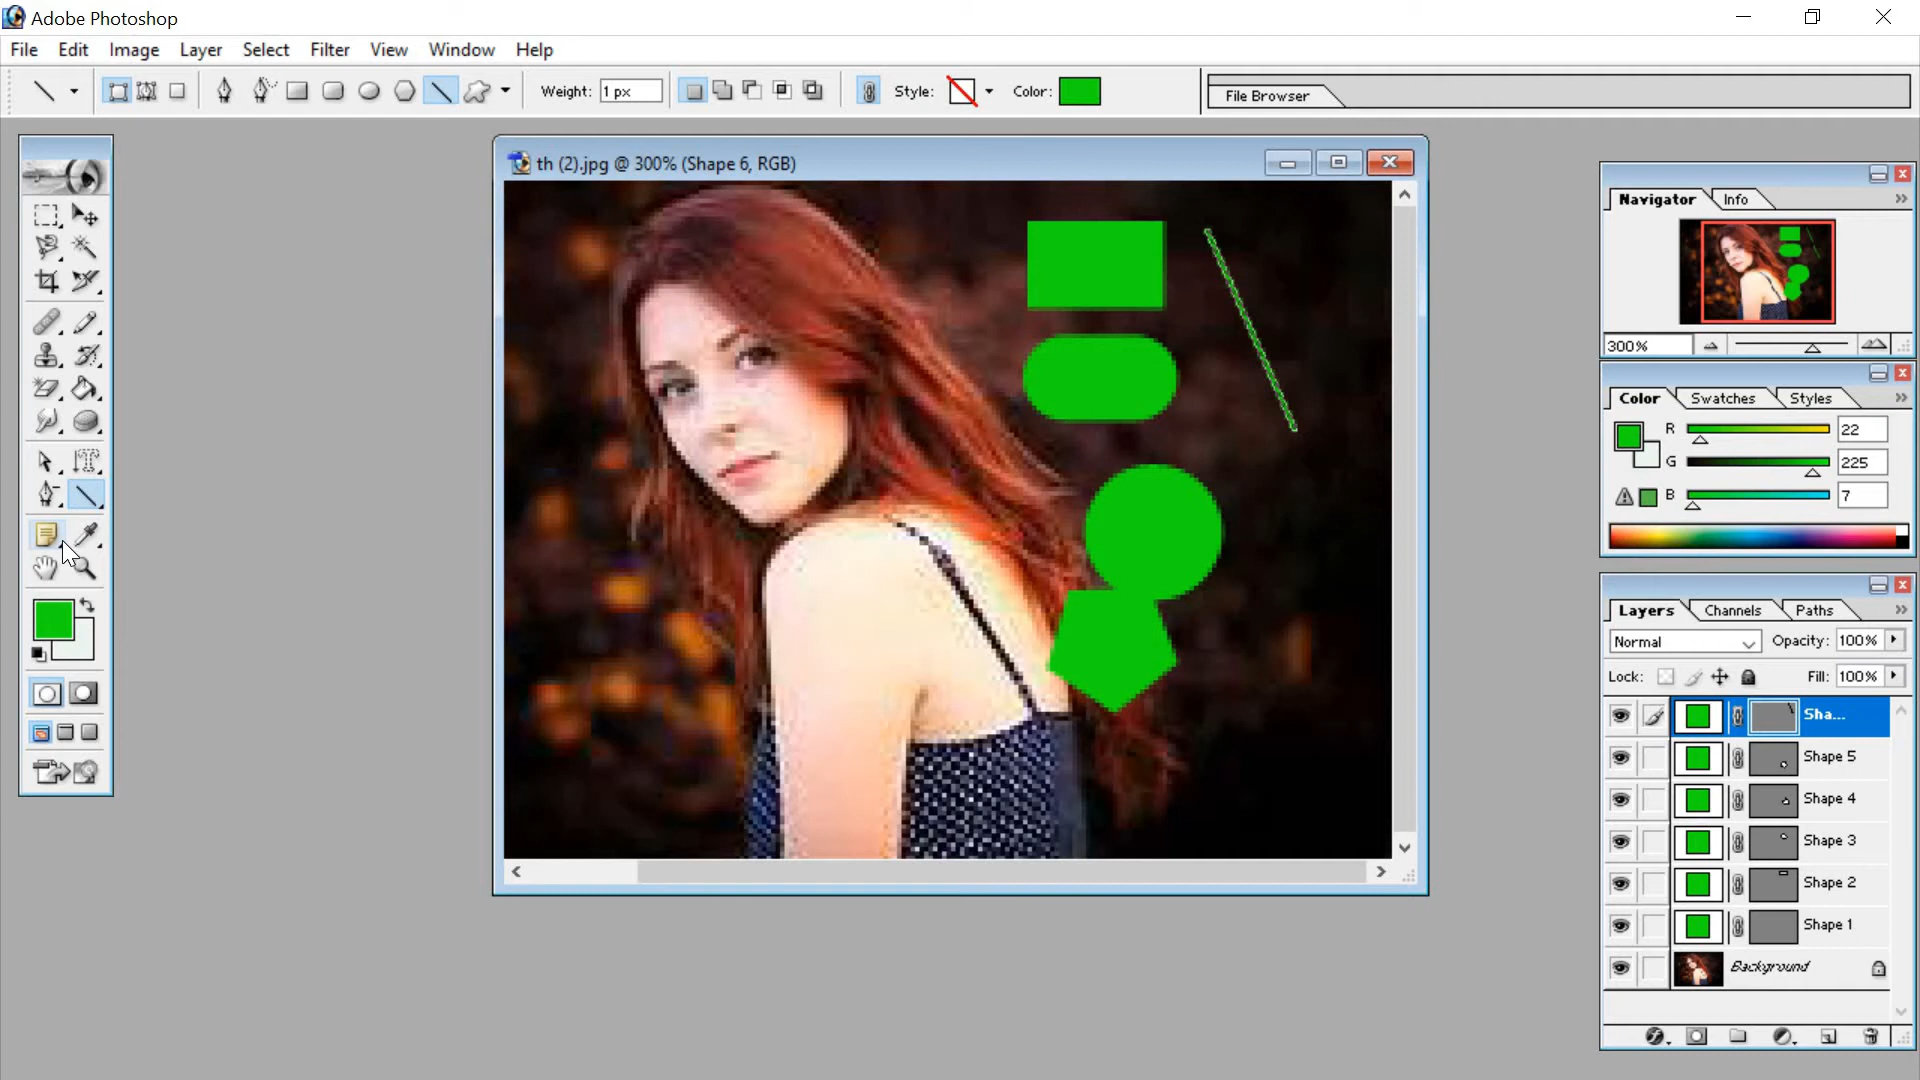 Adobe Photoshop
File Edit Image Layer Select Filter View Window Help
Weight: 1 px Style: Color: File Browser
th (2).jpg @ 300% (Shape 6, RGB)
Navigator Info
300%
Color Swatches Styles
R 22
G 225
B 7
Layers Channels Paths
Normal Opacity: 100%
Lock: Fill: 100%
Sha...
Shape 5
Shape 4
Shape 3
Shape 2
Shape 1
Background